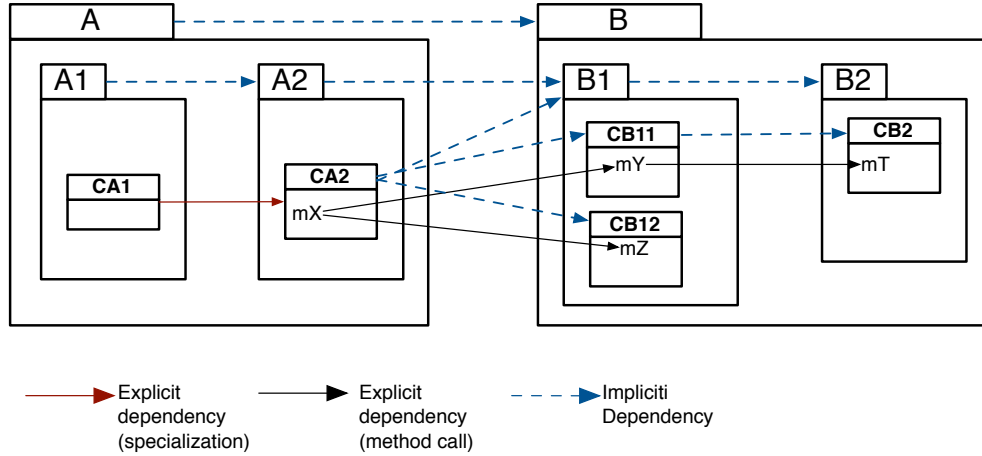 A
B
A1
A2
B1
B2
CB11
CB2
mY
mT
CA1
CA2
mX
CB12
mZ
Explicit
dependency
(specialization)
Explicit
dependency
(method call)
Impliciti
Dependency